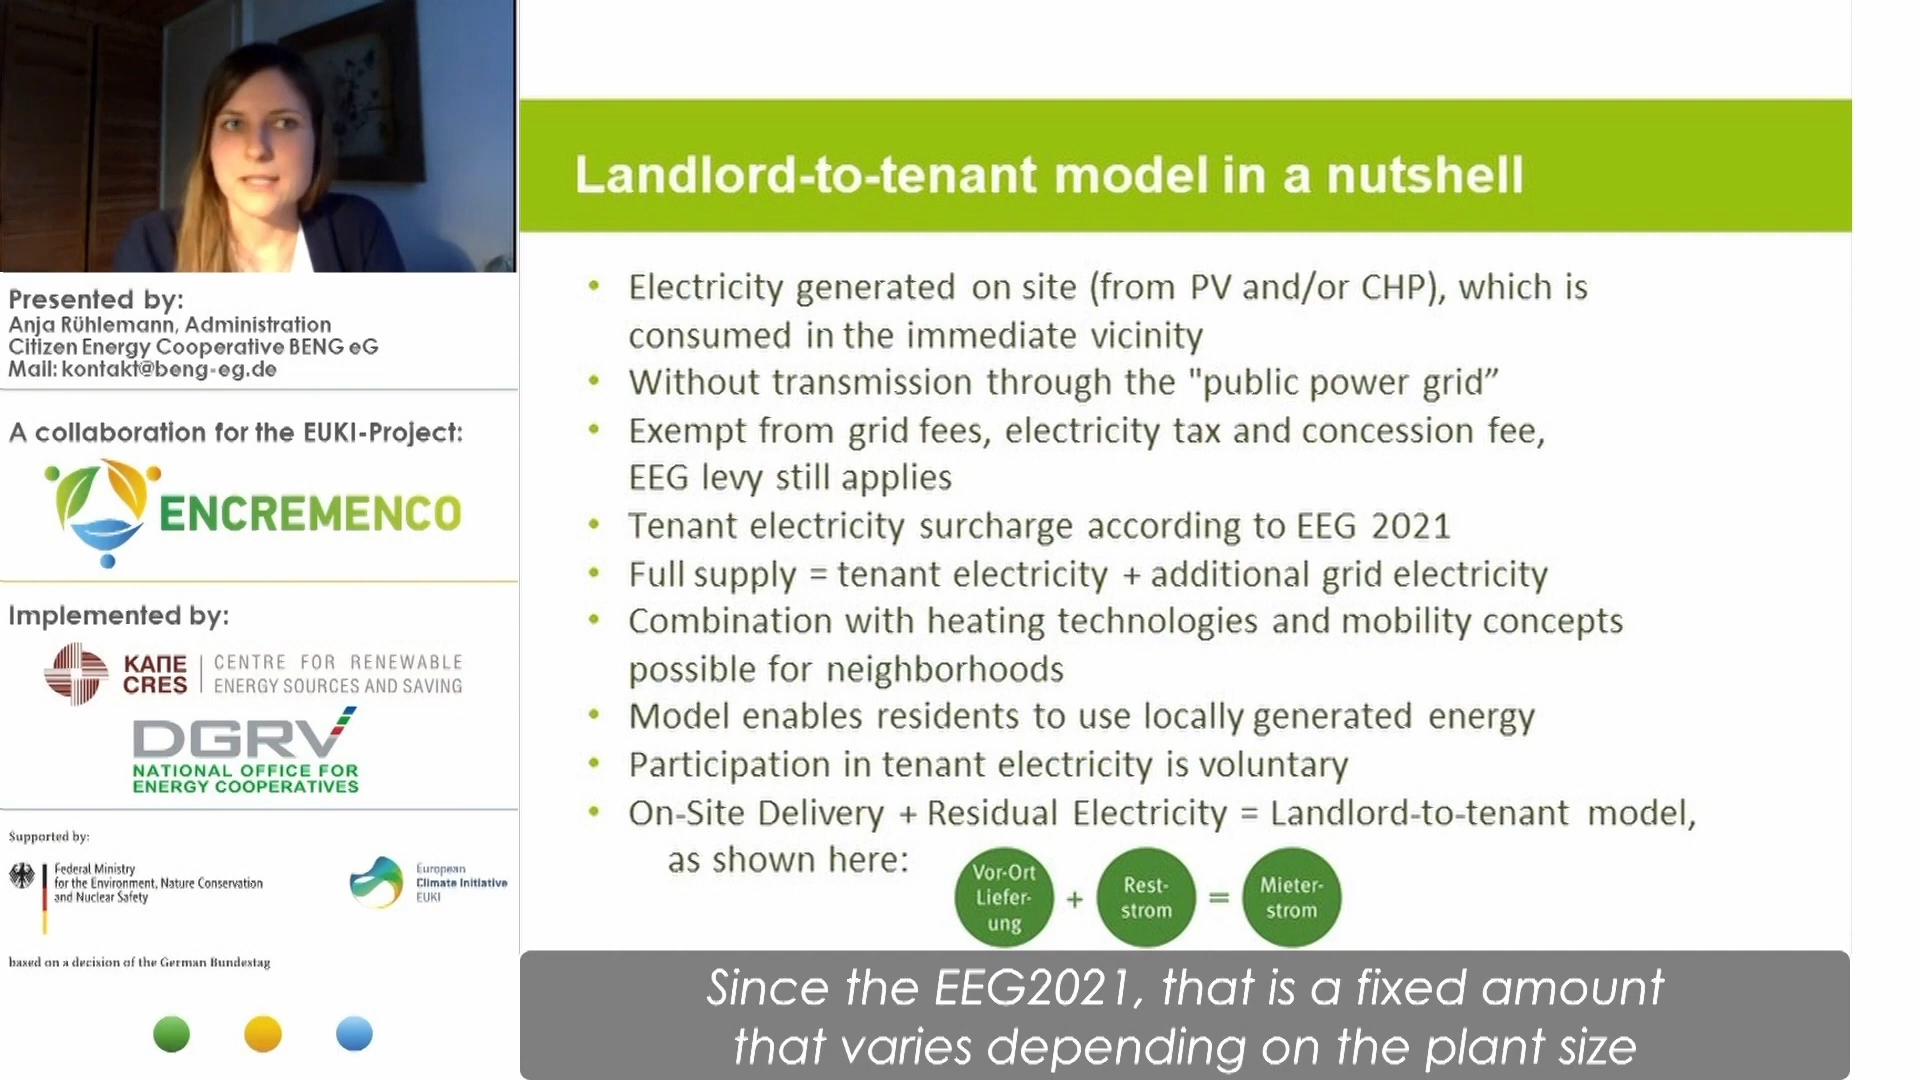 Presented by:
Anja Rühlemann, Administration
Citizen Energy Cooperative BENG eG
Mail: kontakt@beng-eg.de
A collaboration for the EUKI-Project:
ENCREMENCO
Implemented by:
ΚΑΠΕ
CRES
CENTRE FOR RENEWABLE
ENERGY SOURCES AND SAVING
DGRV
NATIONAL OFFICE FOR
ENERGY COOPERATIVES
Supported by:
Federal Ministry
for the Environment, Nature Conservation
and Nuclear Safety
European
Climate Initiative
EUKI
based on a decision of the German Bundestag
Landlord-to-tenant model in a nutshell
• Electricity generated on site (from PV and/or CHP), which is
consumed in the immediate vicinity
• Without transmission through the "public power grid”
• Exempt from grid fees, electricity tax and concession fee,
EEG levy still applies
• Tenant electricity surcharge according to EEG 2021
• Full supply = tenant electricity + additional grid electricity
• Combination with heating technologies and mobility concepts
possible for neighborhoods
• Model enables residents to use locally generated energy
• Participation in tenant electricity is voluntary
• On-Site Delivery + Residual Electricity = Landlord-to-tenant model,
as shown here:
Vor-Ort
Liefer-
ung
+
Rest-
strom
=
Mieter-
strom
Since the EEG2021, that is a fixed amount
that varies depending on the plant size